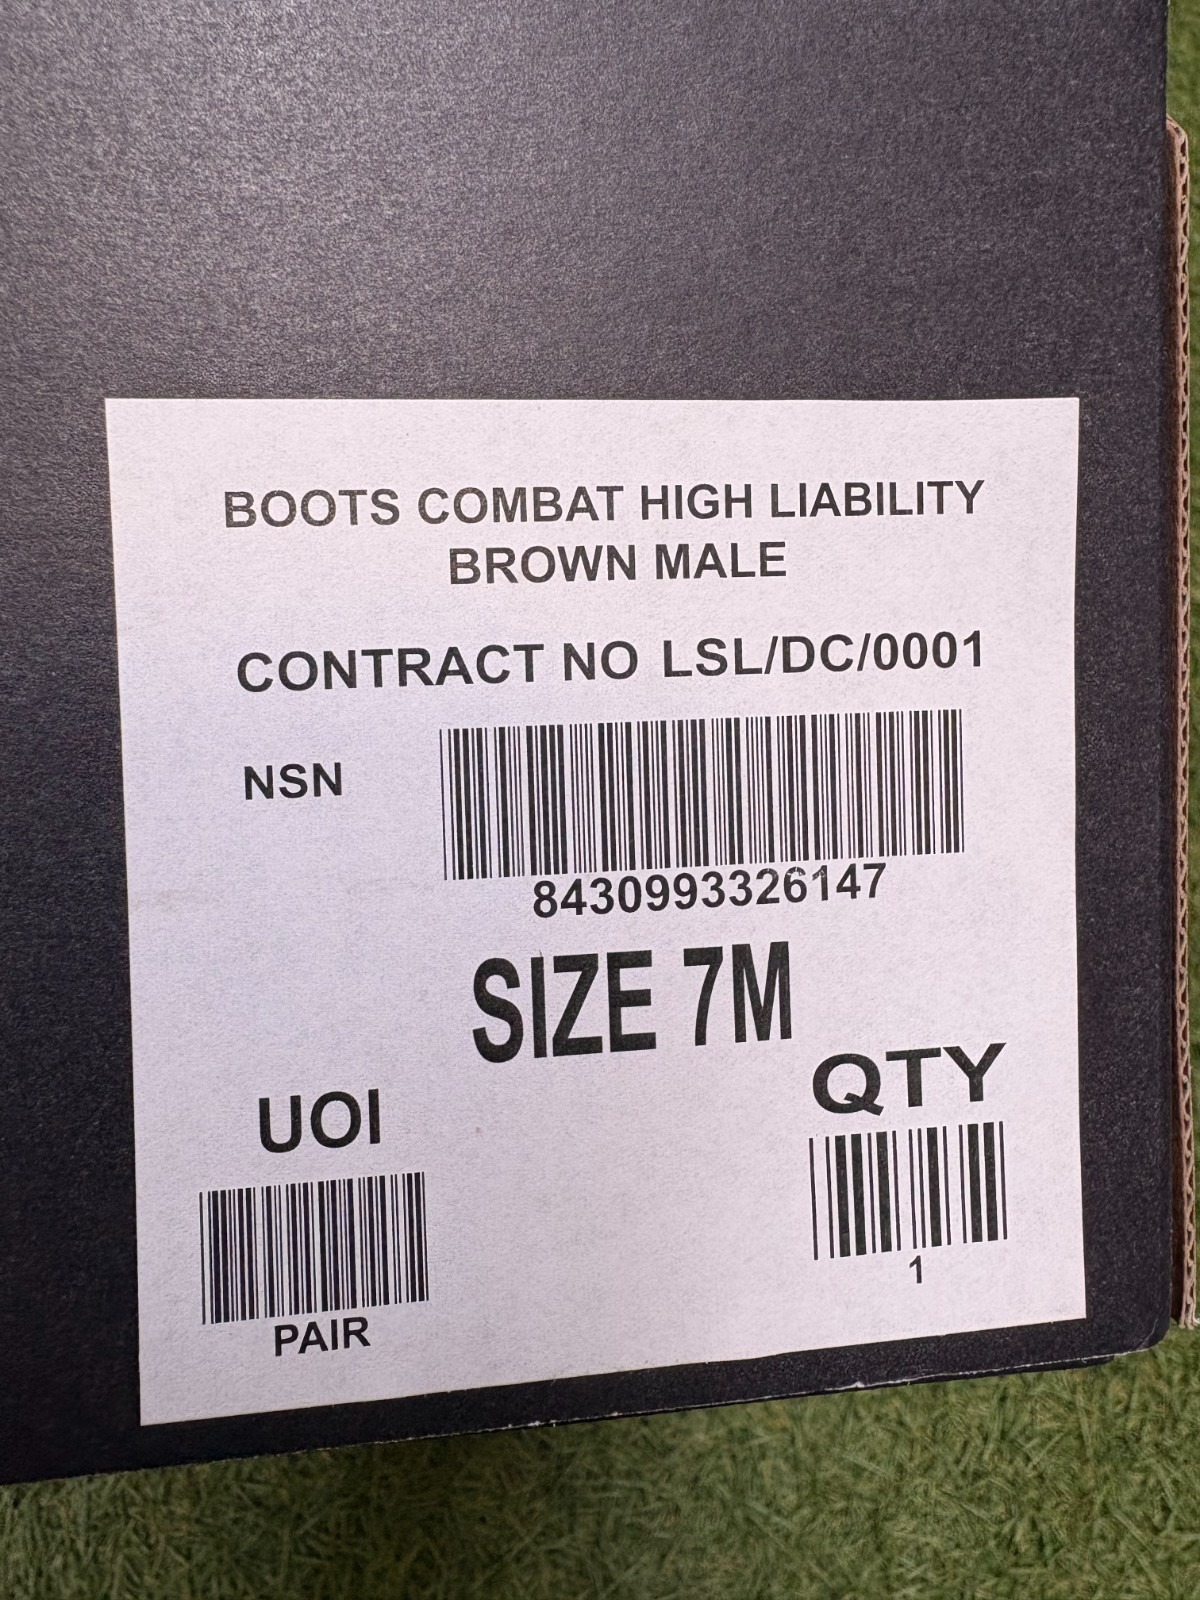 BOOTS COMBAT HIGH LIABILITY
BROWN MALE
CONTRACT NO LSL/DC/0001
NSN
8430993326147
SIZE 7M
UOI
QTY
PAIR
1